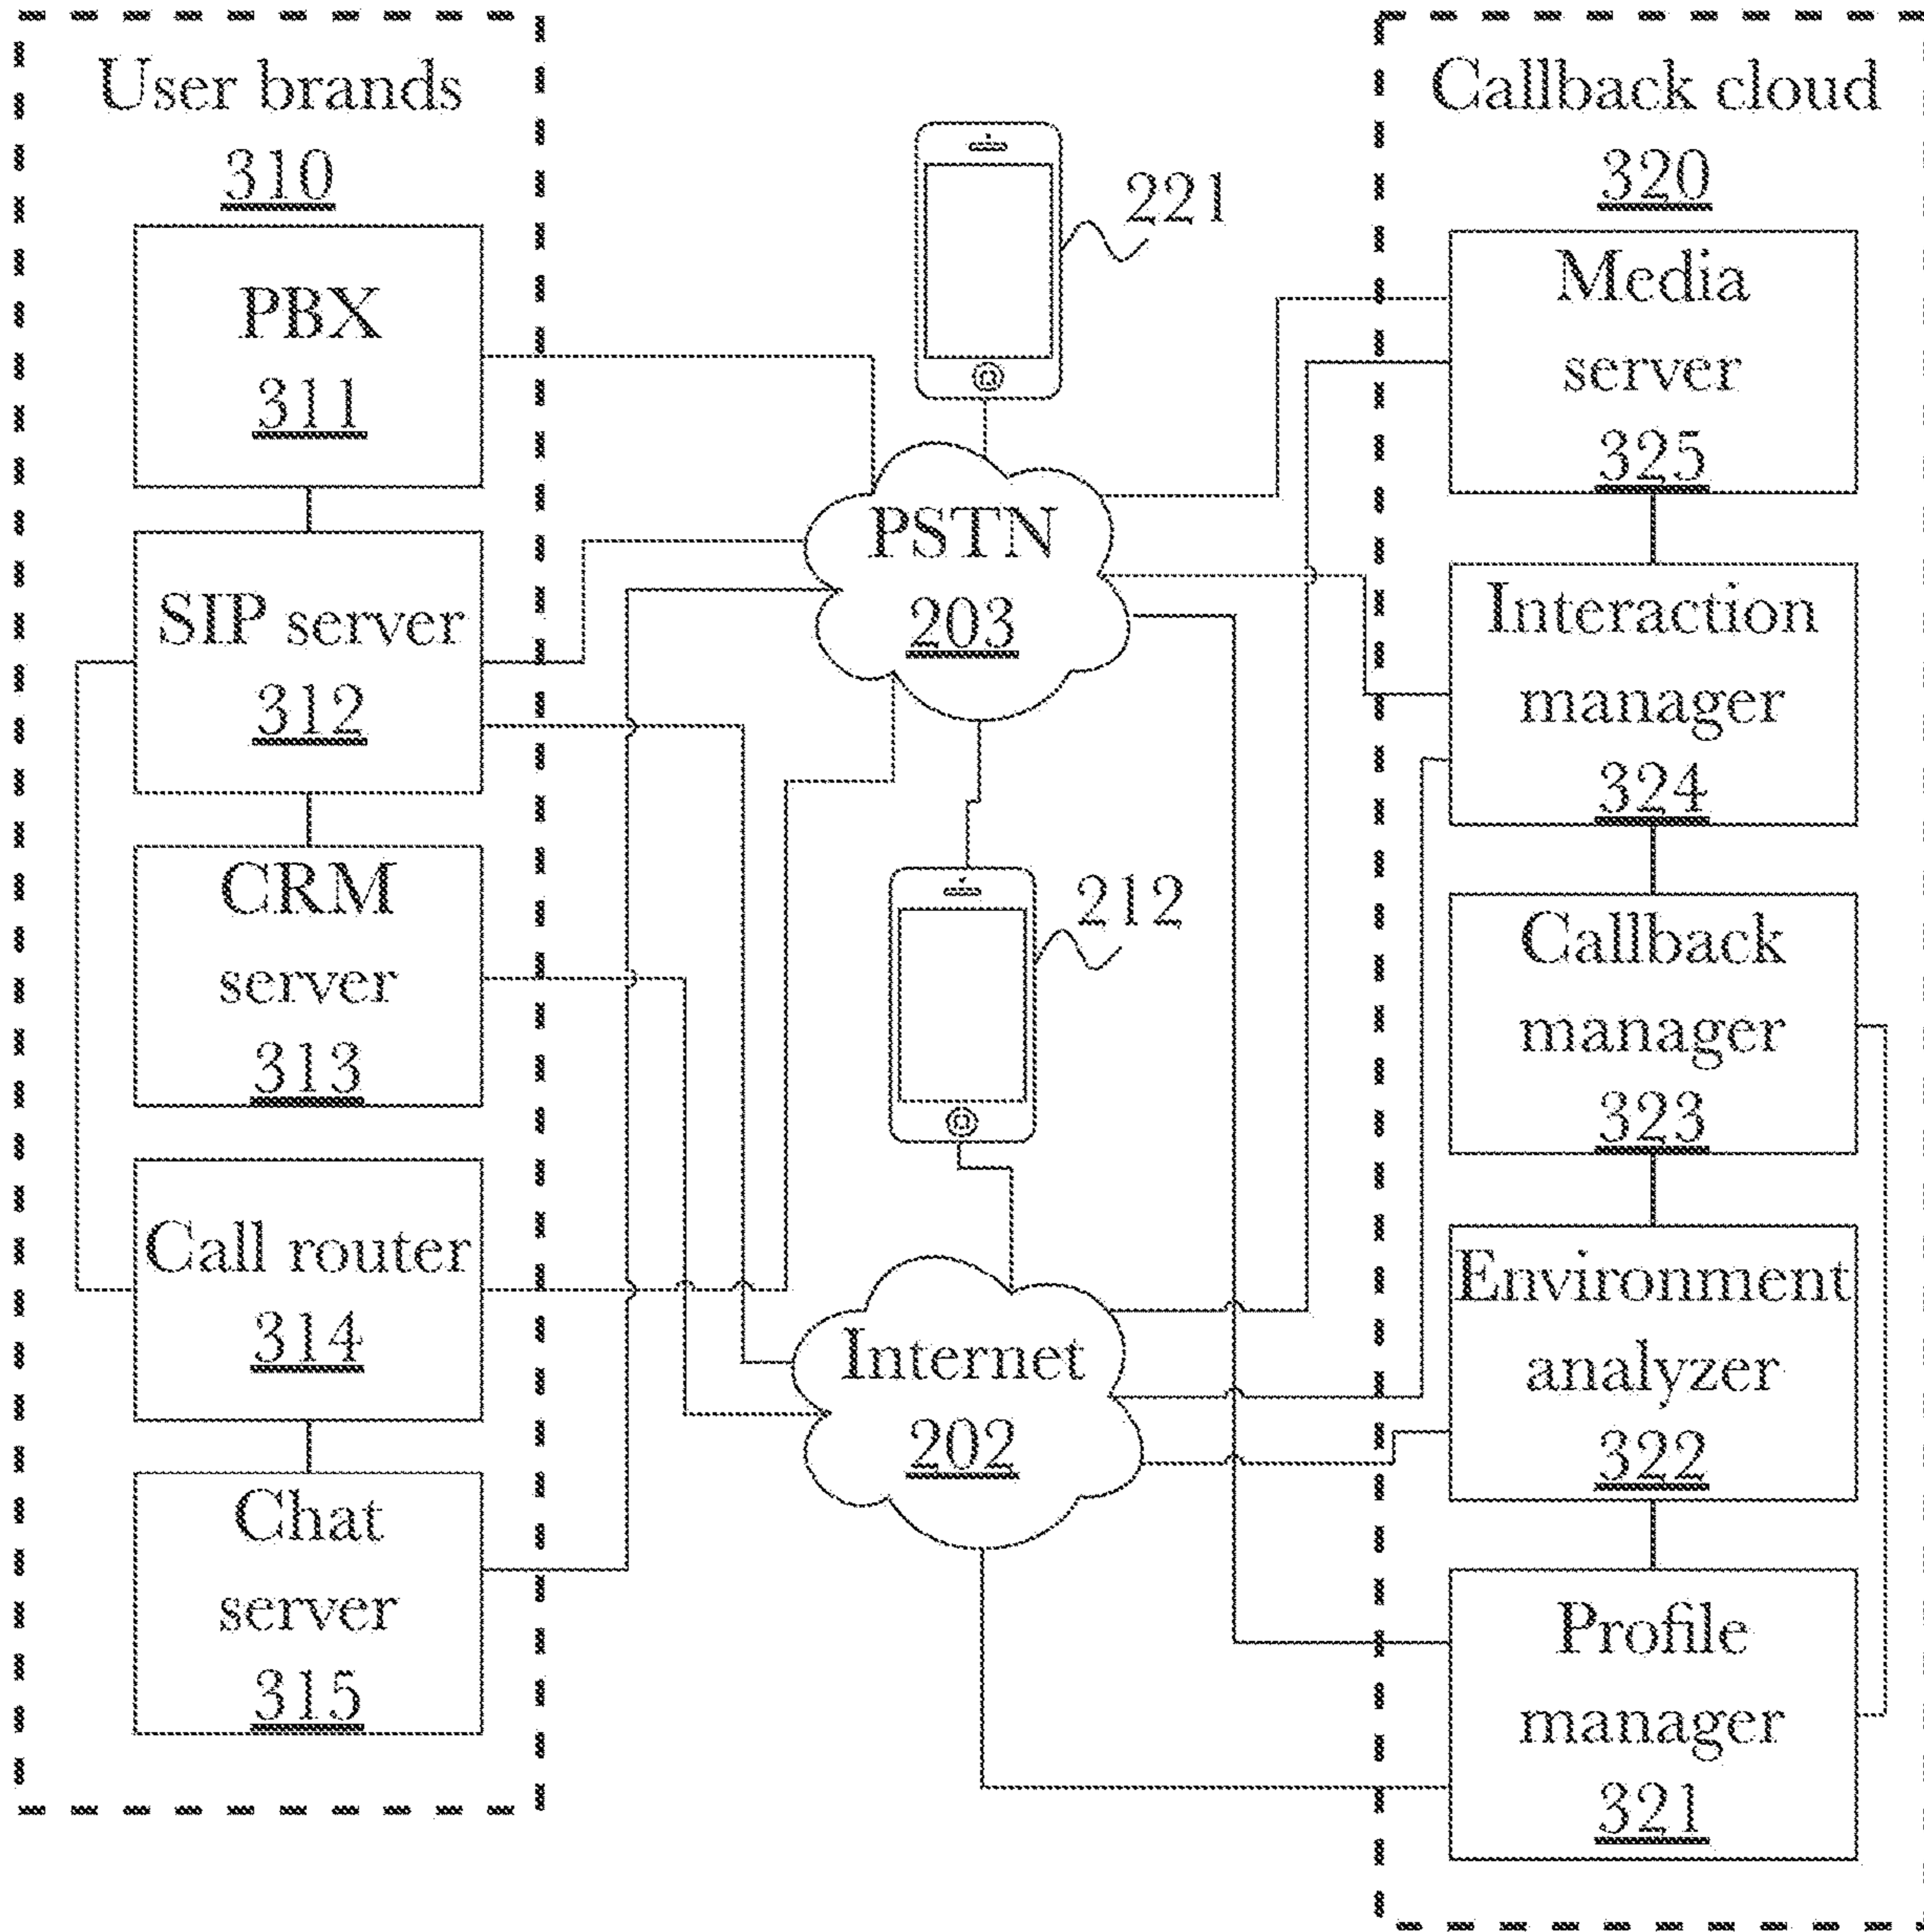 User brands
310
PBX
311
SIP server
312
CRM
server
313
Call router
314
Chat
server
315
221
PSTN
203
212
Internet
202
Callback cloud
320
Media
server
325
Interaction
manager
324
Callback
manager
323
Environment
analyzer
322
Profile
manager
321